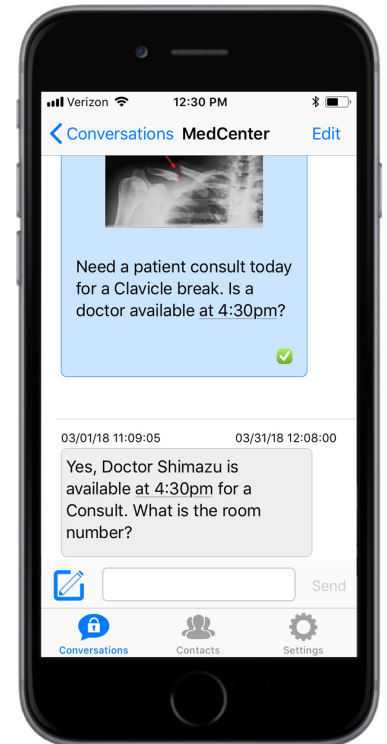 Verizon 12:30 PM
Conversations MedCenter Edit
Need a patient consult today
for a Clavicle break. Is a
doctor available at 4:30pm?
03/01/18 11:09:05 03/31/18 12:08:00
Yes, Doctor Shimazu is
available at 4:30pm for a
Consult. What is the room
number?
Send
Conversations Contacts Settings